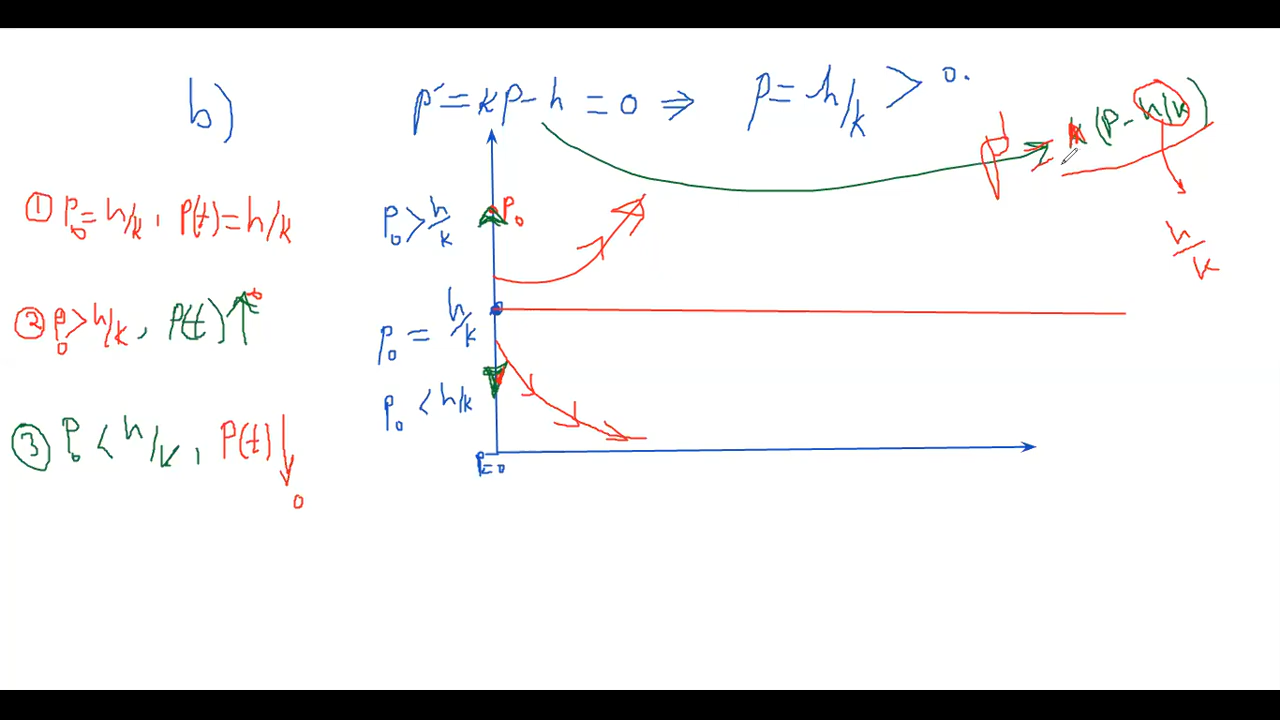 b) P' = kP - h = 0 ⇒ P = h/k > 0.
P' = k(P - h/k)
h/k
① P₀ = h/k, P(t) = h/k
② P₀ > h/k, P(t) ↑
③ P₀ < h/k, P(t) ↓ 0
P₀ > h/k
P₀
P₀ = h/k
P₀ < h/k
P=0